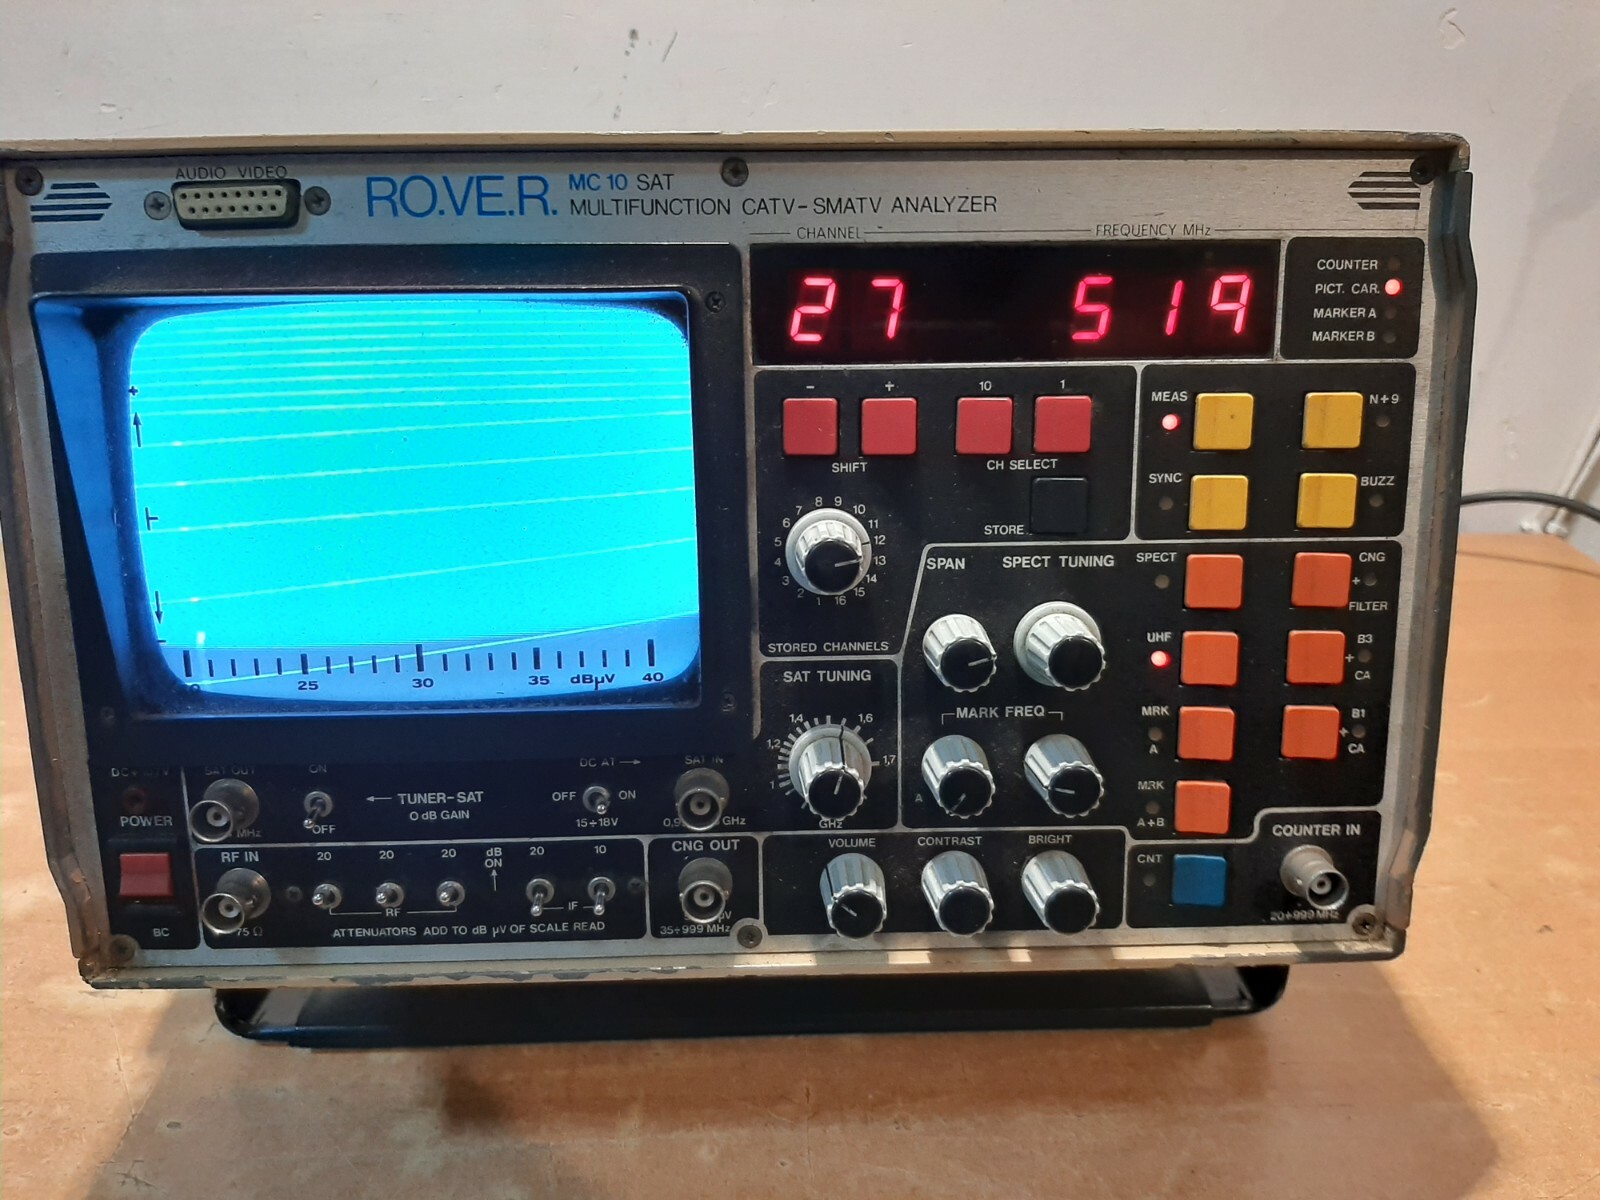 AUDIO VIDEO
RO.VE.R. MC 10 SAT
MULTIFUNCTION CATV-SMATV ANALYZER
CHANNEL
FREQUENCY MHz
27 519
COUNTER
PICT. CAR.
MARKER A
MARKER B
- + 10 1
SHIFT
CH SELECT
STORE
MEAS
N+9
SYNC
BUZZ
1 2 3 4 5 6 7 8 9 10 11 12 13 14 15 16
STORED CHANNELS
SPAN
SPECT TUNING
SPECT
CNG
+
FILTER
UHF
B3
+
CA
MRK
A
B1
+
CA
MRK
A+B
MARK FREQ
A
SAT TUNING
1 1,2 1,4 1,6 1,7
GHz
+
25 30 35 dBμV 40
POWER
BC
SAT OUT
MHz
ON
OFF
← TUNER-SAT
0 dB GAIN
DC AT →
OFF ON
15÷18V
SAT IN
GHz
RF IN
75 Ω
20 20 20 dB 20 10
ON
RF
IF
ATTENUATORS ADD TO dB μV OF SCALE READ
CNG OUT
μV
35÷999 MHz
VOLUME
CONTRAST
BRIGHT
CNT
COUNTER IN
20÷999 MHz